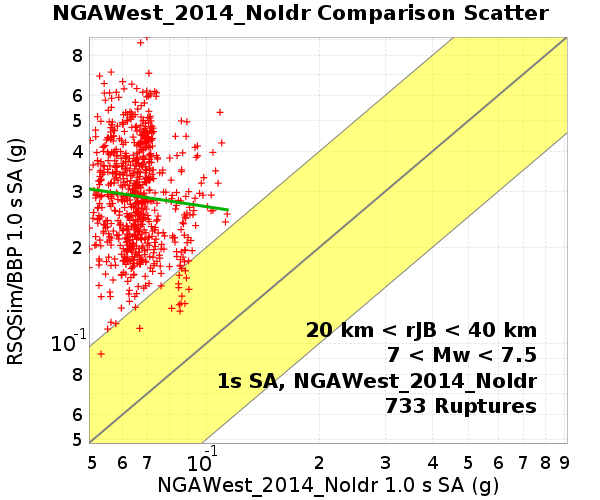 NGAWest_2014_NoIdr Comparison Scatter
RSQSim/BBP 1.0 s SA (g)
8
6
5
4
3
2
10^-1
8
6
5
20 km < rJB < 40 km
7 < Mw < 7.5
1s SA, NGAWest_2014_NoIdr
733 Ruptures
5 6 7 10^-1 2 3 4 5 6 7 8 9
NGAWest_2014_NoIdr 1.0 s SA (g)